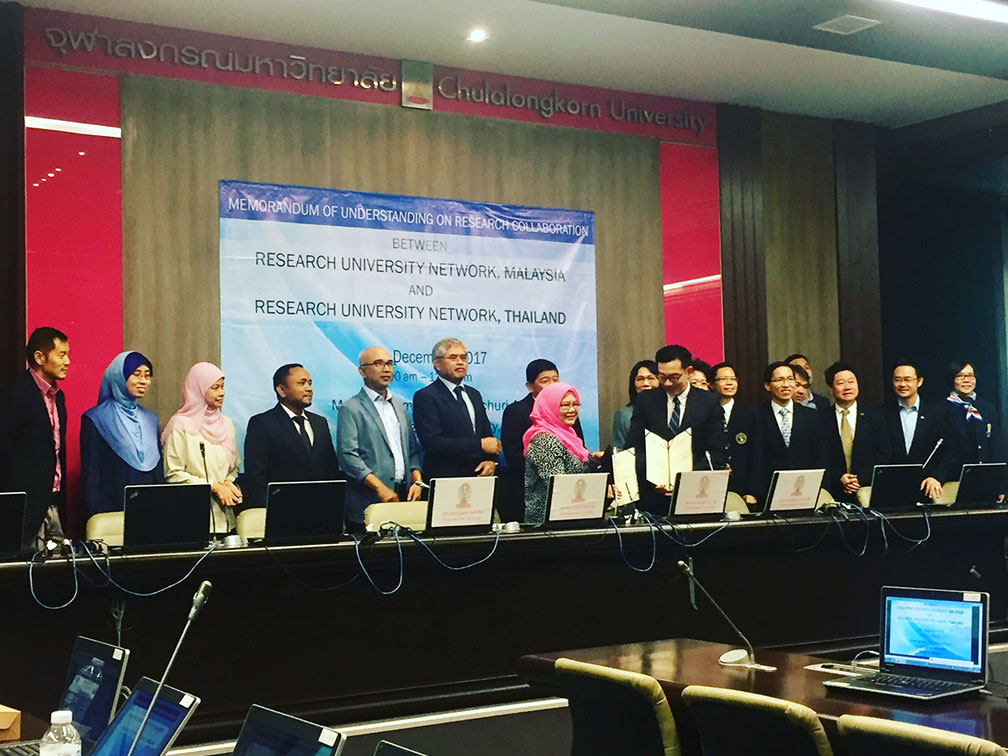 จุฬาลงกรณ์มหาวิทยาลัย Chulalongkorn University
MEMORANDUM OF UNDERSTANDING ON RESEARCH COLLABORATION
BETWEEN
RESEARCH UNIVERSITY NETWORK, MALAYSIA
AND
RESEARCH UNIVERSITY NETWORK, THAILAND
2017